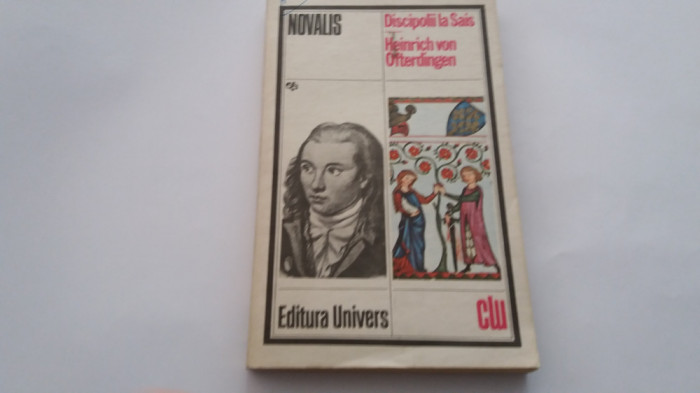 NOVALIS
Discipolii la Sais
Heinrich von
Ofterdingen
Editura Univers
clu